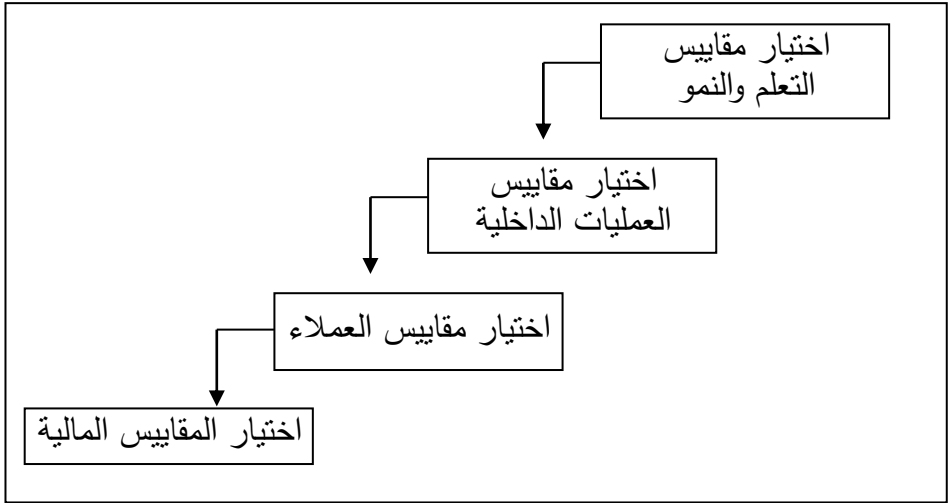 اختيار مقاييس
التعلم والنمو
اختيار مقاييس
العمليات الداخلية
اختيار مقاييس العملاء
اختيار المقاييس المالية